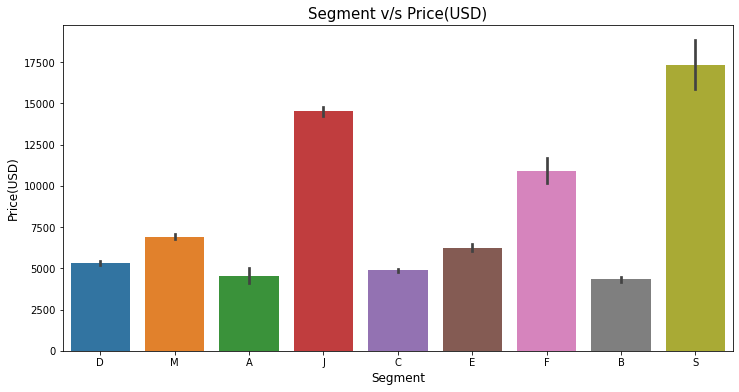 Segment v/s Price(USD)
Price(USD)
17500
15000
12500
10000
7500
5000
2500
0
D M A J C E F B S
Segment